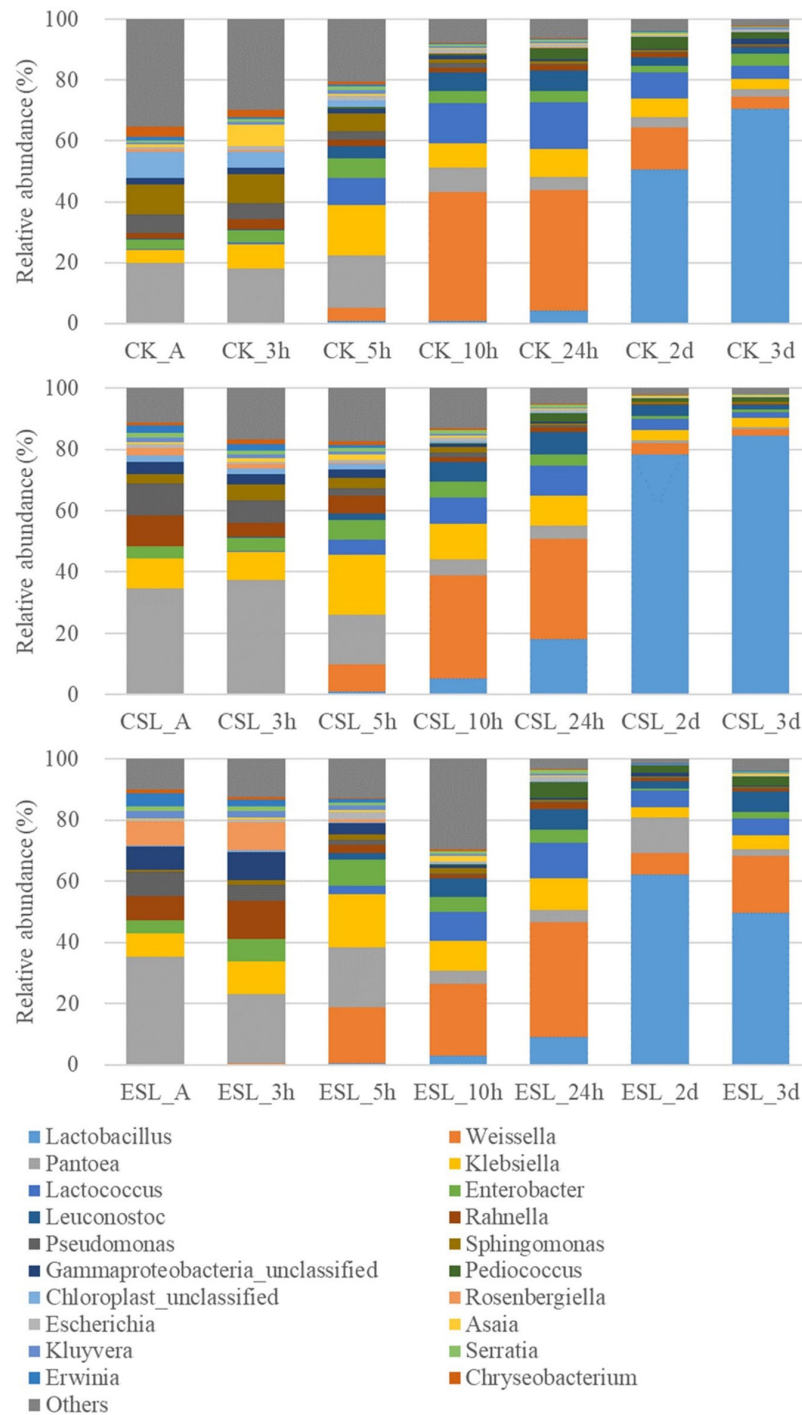 Relative abundance (%)
100
80
60
40
20
0
CK_A CK_3h CK_5h CK_10h CK_24h CK_2d CK_3d
Relative abundance (%)
100
80
60
40
20
0
CSL_A CSL_3h CSL_5h CSL_10h CSL_24h CSL_2d CSL_3d
Relative abundance (%)
100
80
60
40
20
0
ESL_A ESL_3h ESL_5h ESL_10h ESL_24h ESL_2d ESL_3d
Lactobacillus Weissella
Pantoea Klebsiella
Lactococcus Enterobacter
Leuconostoc Rahnella
Pseudomonas Sphingomonas
Gammaproteobacteria_unclassified Pediococcus
Chloroplast_unclassified Rosenbergiella
Escherichia Asaia
Kluyvera Serratia
Erwinia Chryseobacterium
Others